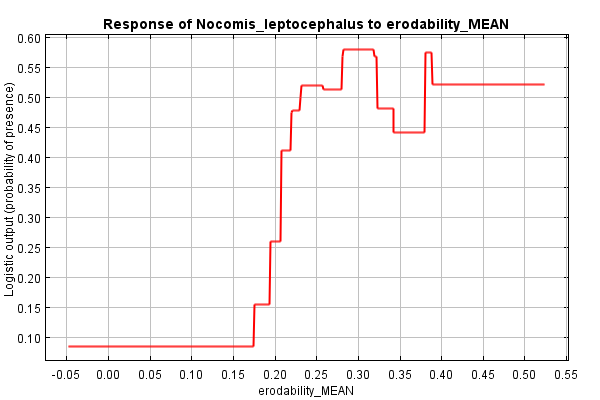 Response of Nocomis_leptocephalus to erodability_MEAN
Logistic output (probability of presence)
0.60
0.55
0.50
0.45
0.40
0.35
0.30
0.25
0.20
0.15
0.10
-0.05 0.00 0.05 0.10 0.15 0.20 0.25 0.30 0.35 0.40 0.45 0.50 0.55
erodability_MEAN